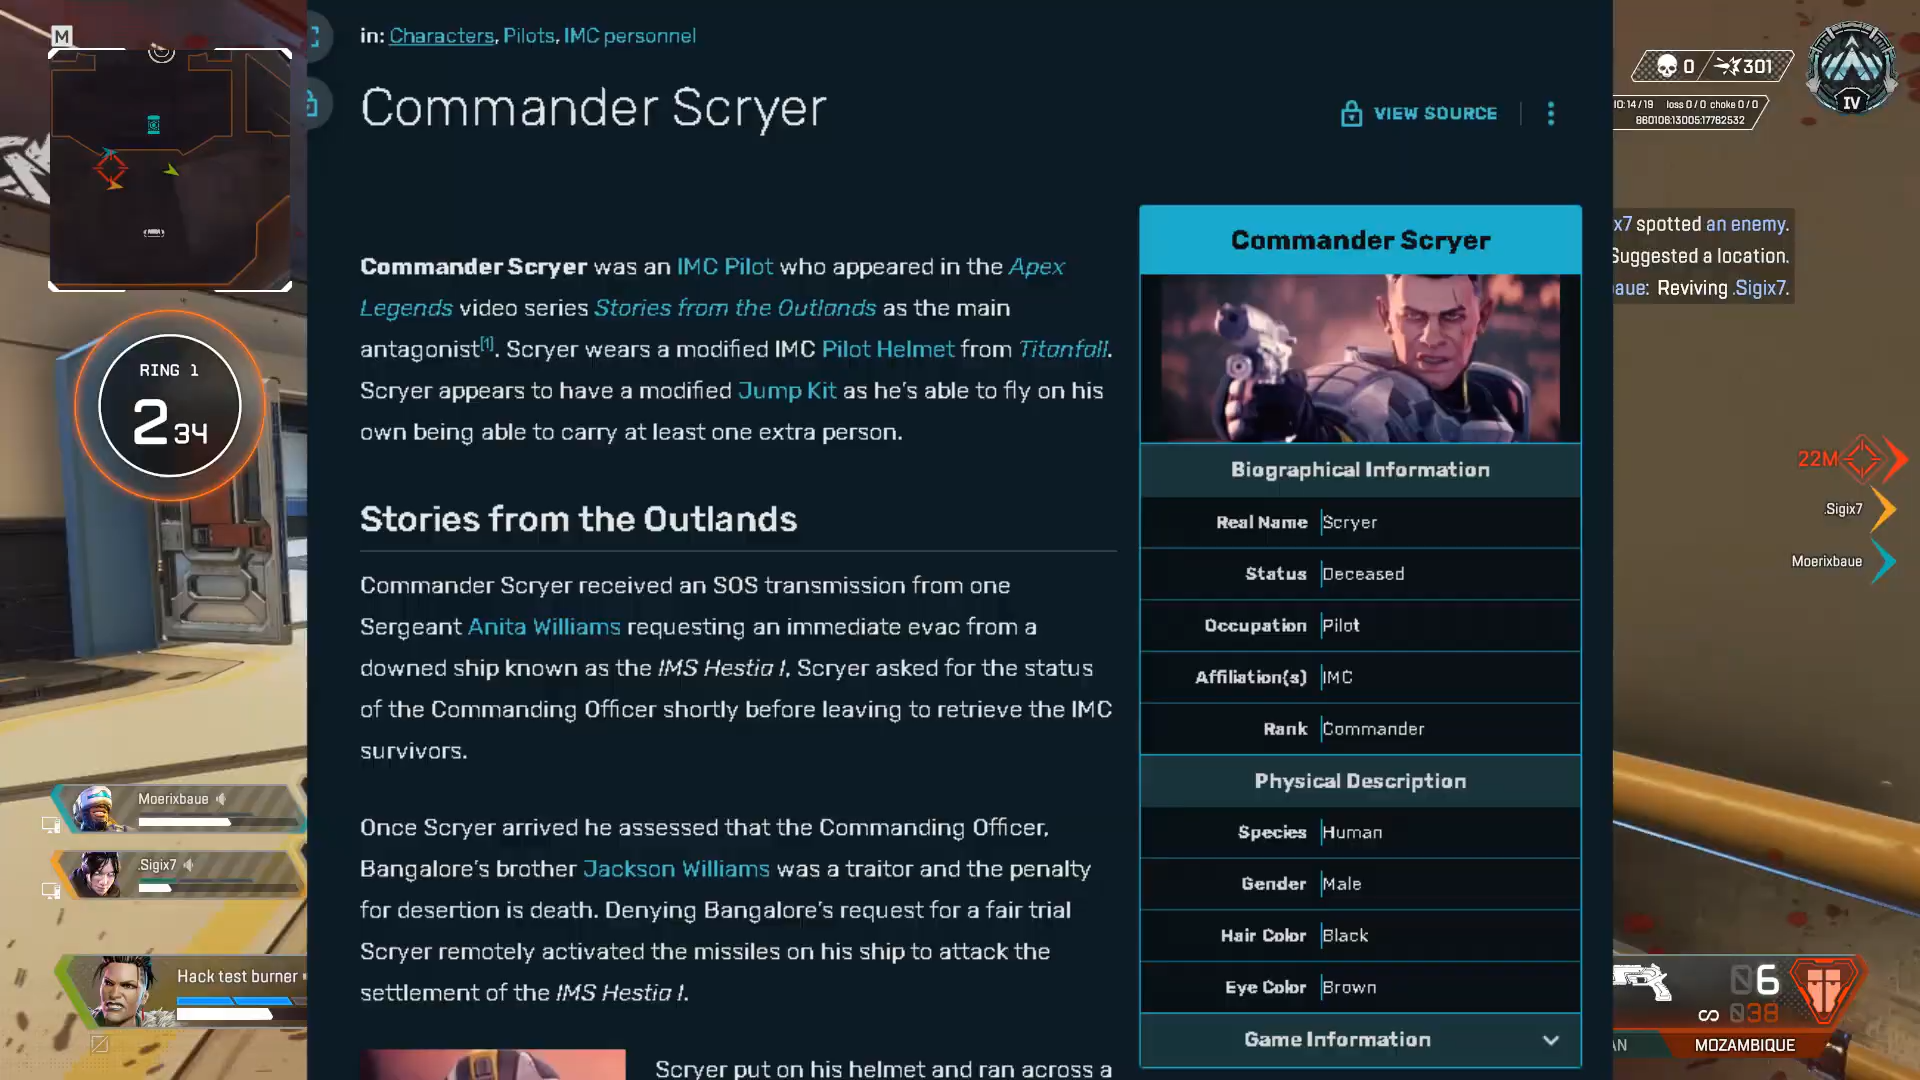 M
in: Characters, Pilots, IMC personnel
Commander Scryer
VIEW SOURCE
0
301
IV
loss 0/0 choke 0/0
860106:13005:17762532
Commander Scryer was an IMC Pilot who appeared in the Apex
Legends video series Stories from the Outlands as the main
antagonist[1]. Scryer wears a modified IMC Pilot Helmet from Titanfall.
Scryer appears to have a modified Jump Kit as he's able to fly on his
own being able to carry at least one extra person.
Stories from the Outlands
Commander Scryer received an SOS transmission from one
Sergeant Anita Williams requesting an immediate evac from a
downed ship known as the IMS Hestia I, Scryer asked for the status
of the Commanding Officer shortly before leaving to retrieve the IMC
survivors.
Once Scryer arrived he assessed that the Commanding Officer,
Bangalore's brother Jackson Williams was a traitor and the penalty
for desertion is death. Denying Bangalore's request for a fair trial
Scryer remotely activated the missiles on his ship to attack the
settlement of the IMS Hestia I.
Scryer put on his helmet and ran across a
Commander Scryer
Biographical Information
Real Name Scryer
Status Deceased
Occupation Pilot
Affiliation(s) IMC
Rank Commander
Physical Description
Species Human
Gender Male
Hair Color Black
Eye Color Brown
Game Information
x7 spotted an enemy.
Suggested a location.
aue: Reviving .Sigix7.
22M
.Sigix7
Moerixbaue
RING 1
2 34
Moerixbaue
.Sigix7
Hack test burner
06
∞ 038
AN
MOZAMBIQUE